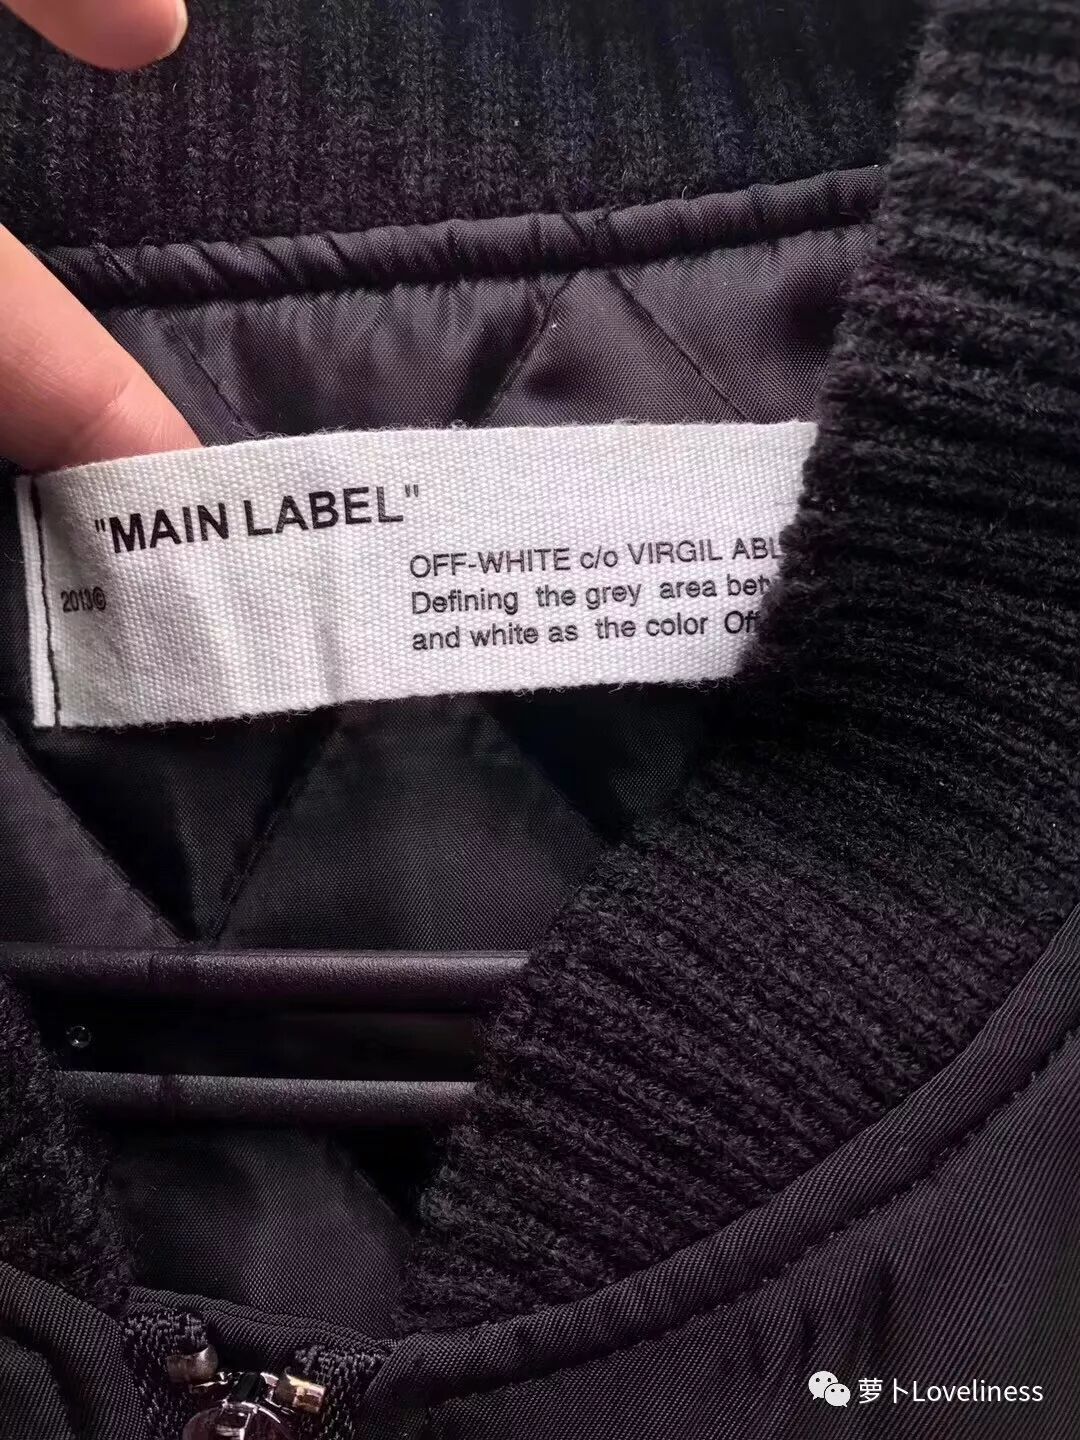 "MAIN LABEL"
OFF-WHITE c/o VIRGIL ABL
2013©
Defining the grey area bet
and white as the color Of
萝卜Loveliness